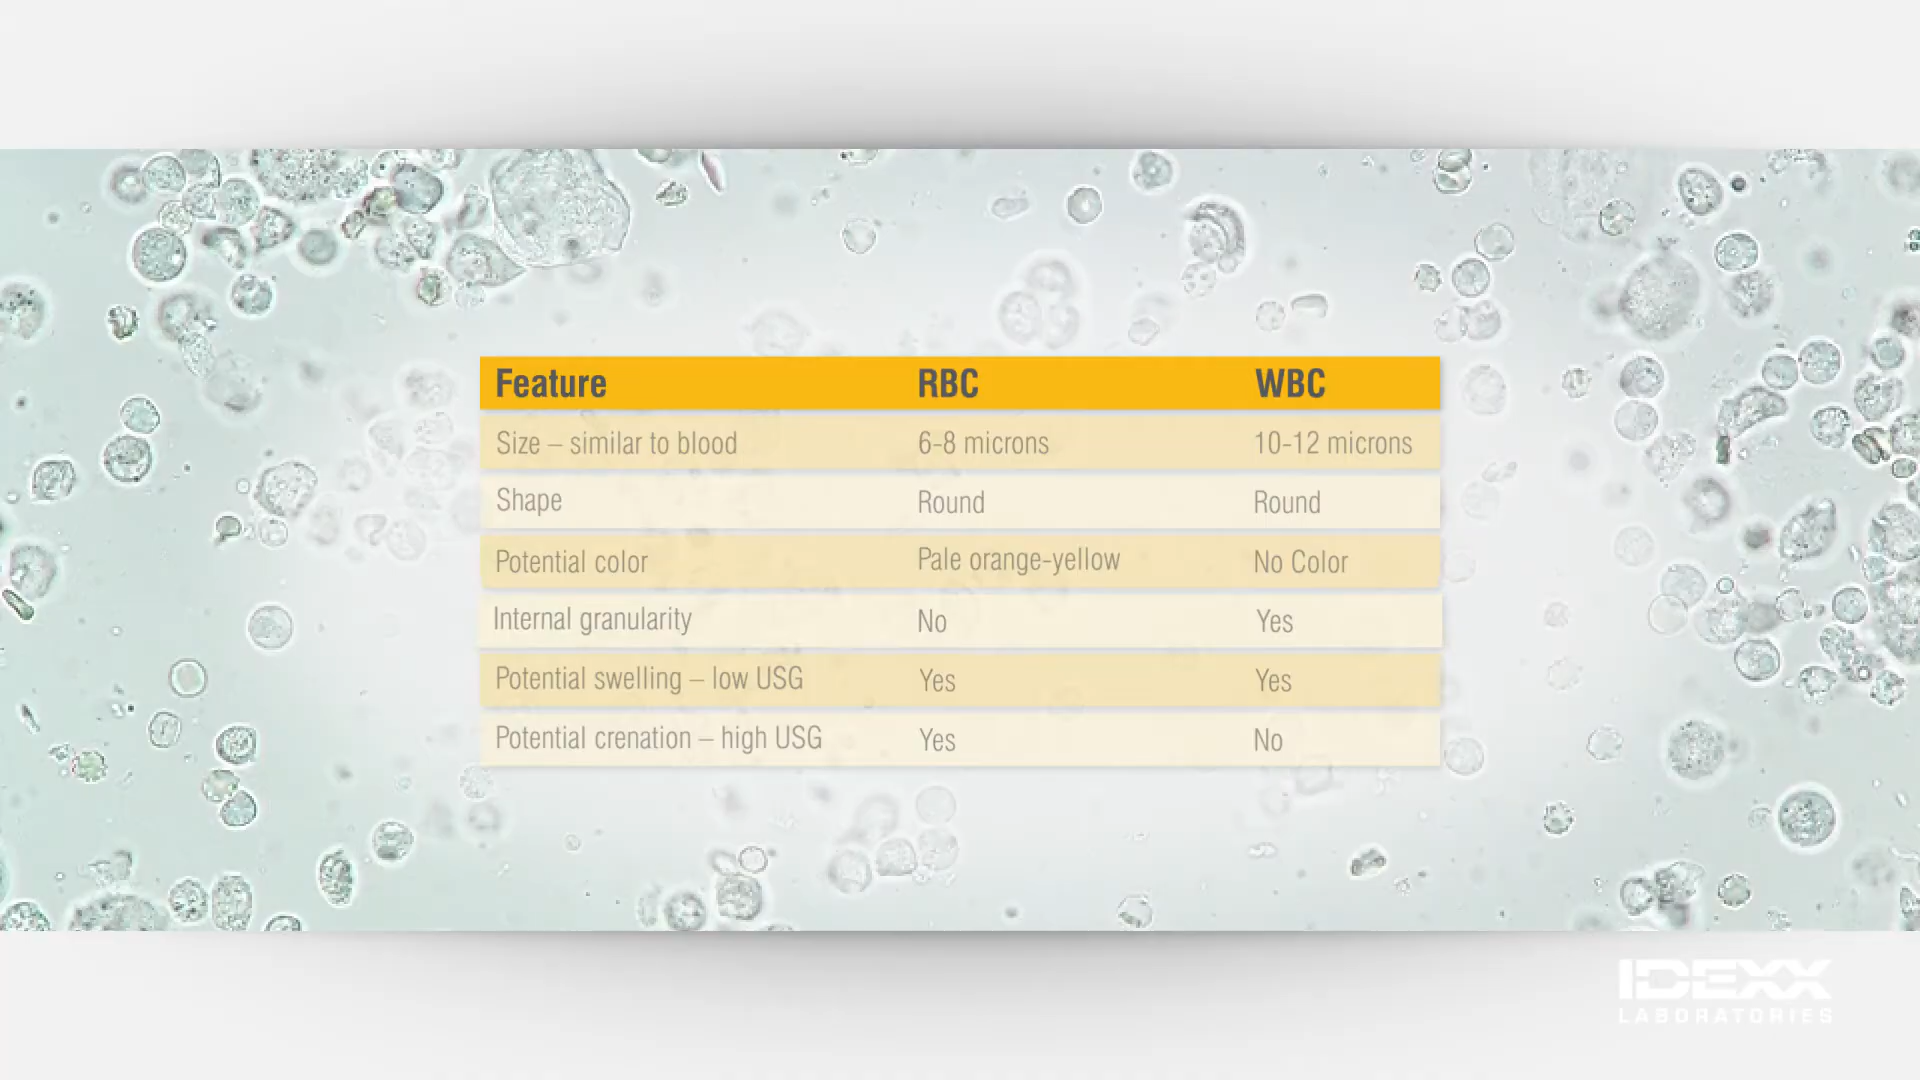 Feature RBC WBC
Size – similar to blood 6-8 microns 10-12 microns
Shape Round Round
Potential color Pale orange-yellow No Color
Internal granularity No Yes
Potential swelling – low USG Yes Yes
Potential crenation – high USG Yes No
IDEXX
LABORATORIES